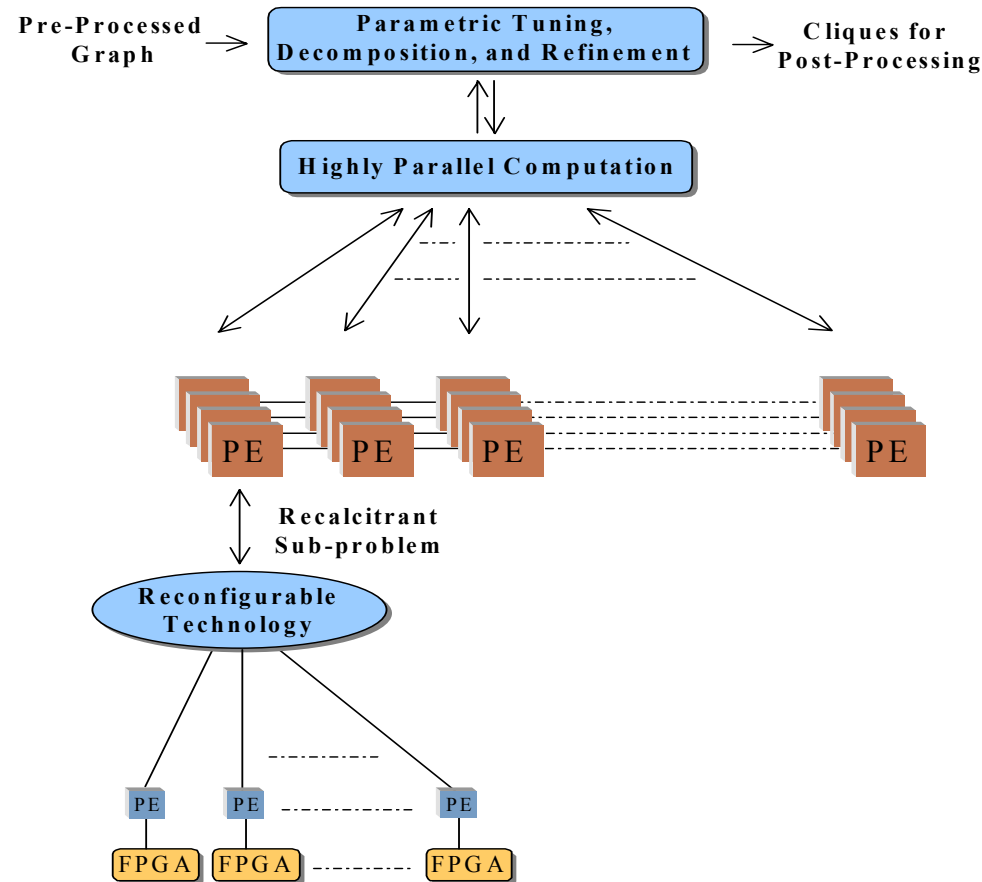 Pre-Processed
Graph
Parametric Tuning,
Decomposition, and Refinement
Cliques for
Post-Processing
Highly Parallel Computation
PE
PE
PE
PE
Recalcitrant
Sub-problem
Reconfigurable
Technology
PE
PE
PE
FPGA
FPGA
FPGA